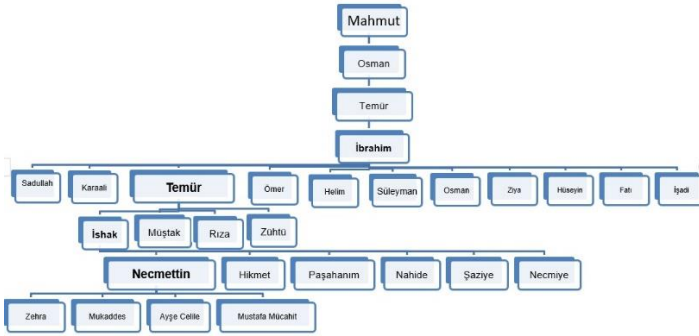 Mahmut
Osman
Temür
İbrahim
Sadullah Karaali Temür Ömer Helim Süleyman Osman Ziya Hüseyin Fatı İşadi
İshak Müştak Rıza Zühtü
Necmettin Hikmet Paşahanım Nahide Şaziye Necmiye
Zehra Mukaddes Ayşe Celile Mustafa Mücahit